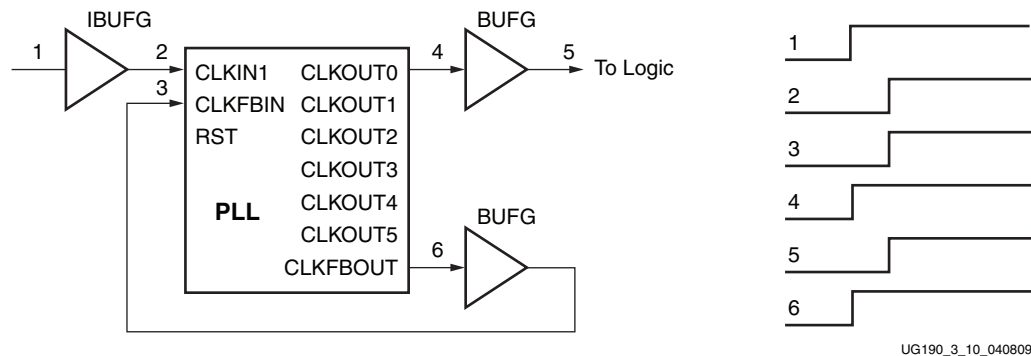 IBUFG
BUFG
1
2
4
5
CLKIN1
CLKOUT0
To Logic
3
CLKFBIN
CLKOUT1
RST
CLKOUT2
CLKOUT3
PLL
CLKOUT4
BUFG
CLKOUT5
6
CLKFBOUT
1
2
3
4
5
6
UG190_3_10_040809